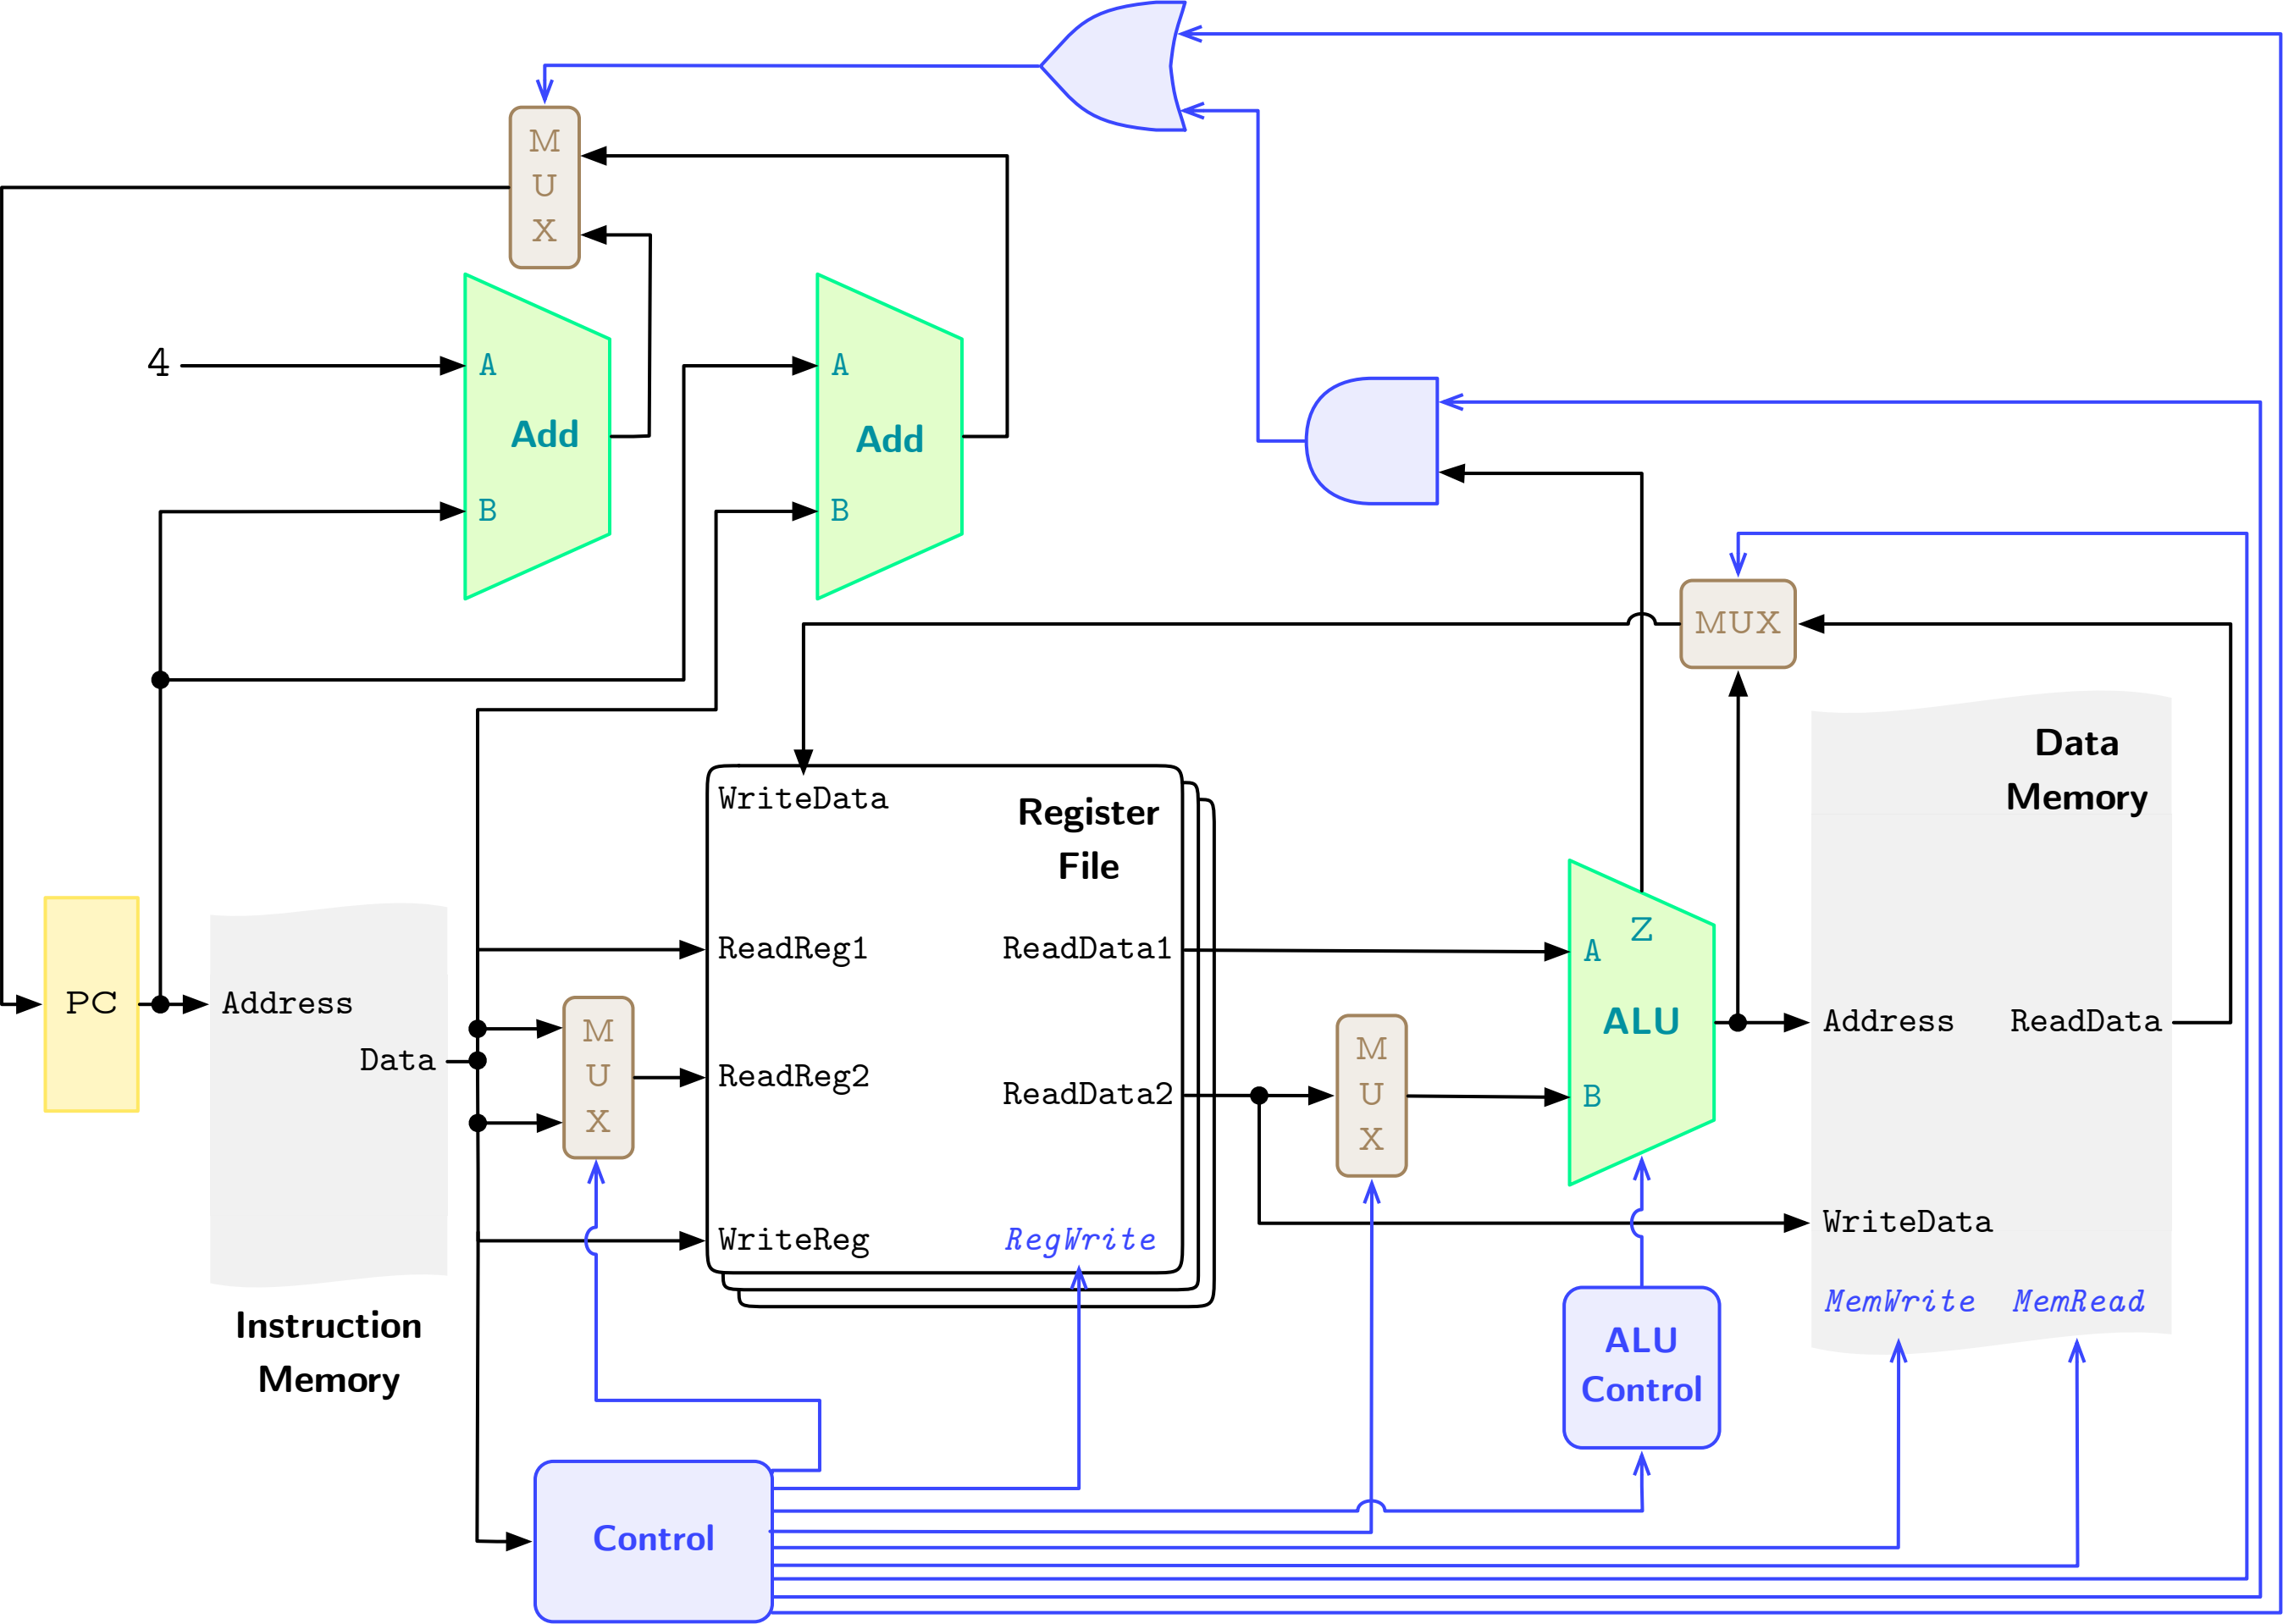 M
U
X
4
A
Add
B
A
Add
B
MUX
Data
Memory
WriteData
Register
File
PC
Address
Data
M
U
X
ReadReg1
ReadData1
ReadReg2
ReadData2
WriteReg
RegWrite
M
U
X
Z
A
ALU
B
Address
ReadData
WriteData
MemWrite MemRead
Instruction
Memory
ALU
Control
Control